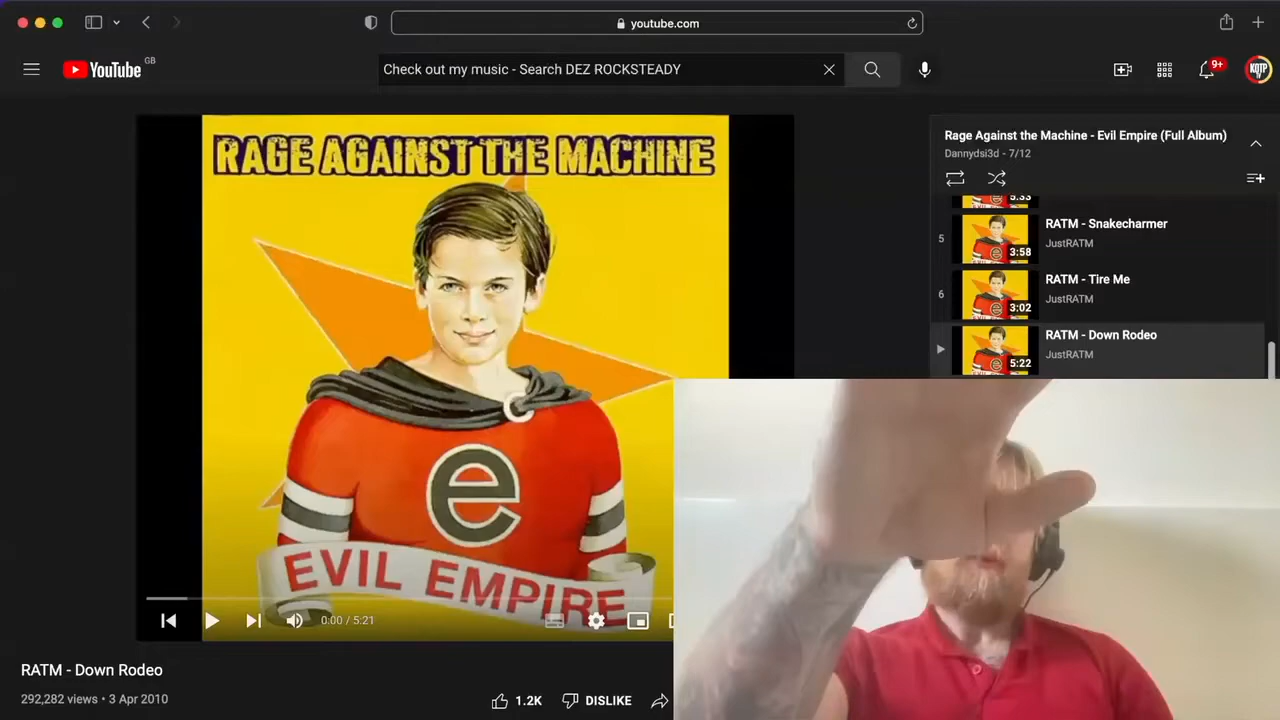 youtube.com
YouTube GB
Check out my music - Search DEZ ROCKSTEADY
9+
RAGE AGAINST THE MACHINE
e
EVIL EMPIRE
0:00 / 5:21
RATM - Down Rodeo
292,282 views • 3 Apr 2010
1.2K
DISLIKE
Rage Against the Machine - Evil Empire (Full Album)
Dannydsi3d - 7/12
5:33
5
3:58
RATM - Snakecharmer
JustRATM
6
3:02
RATM - Tire Me
JustRATM
5:22
RATM - Down Rodeo
JustRATM